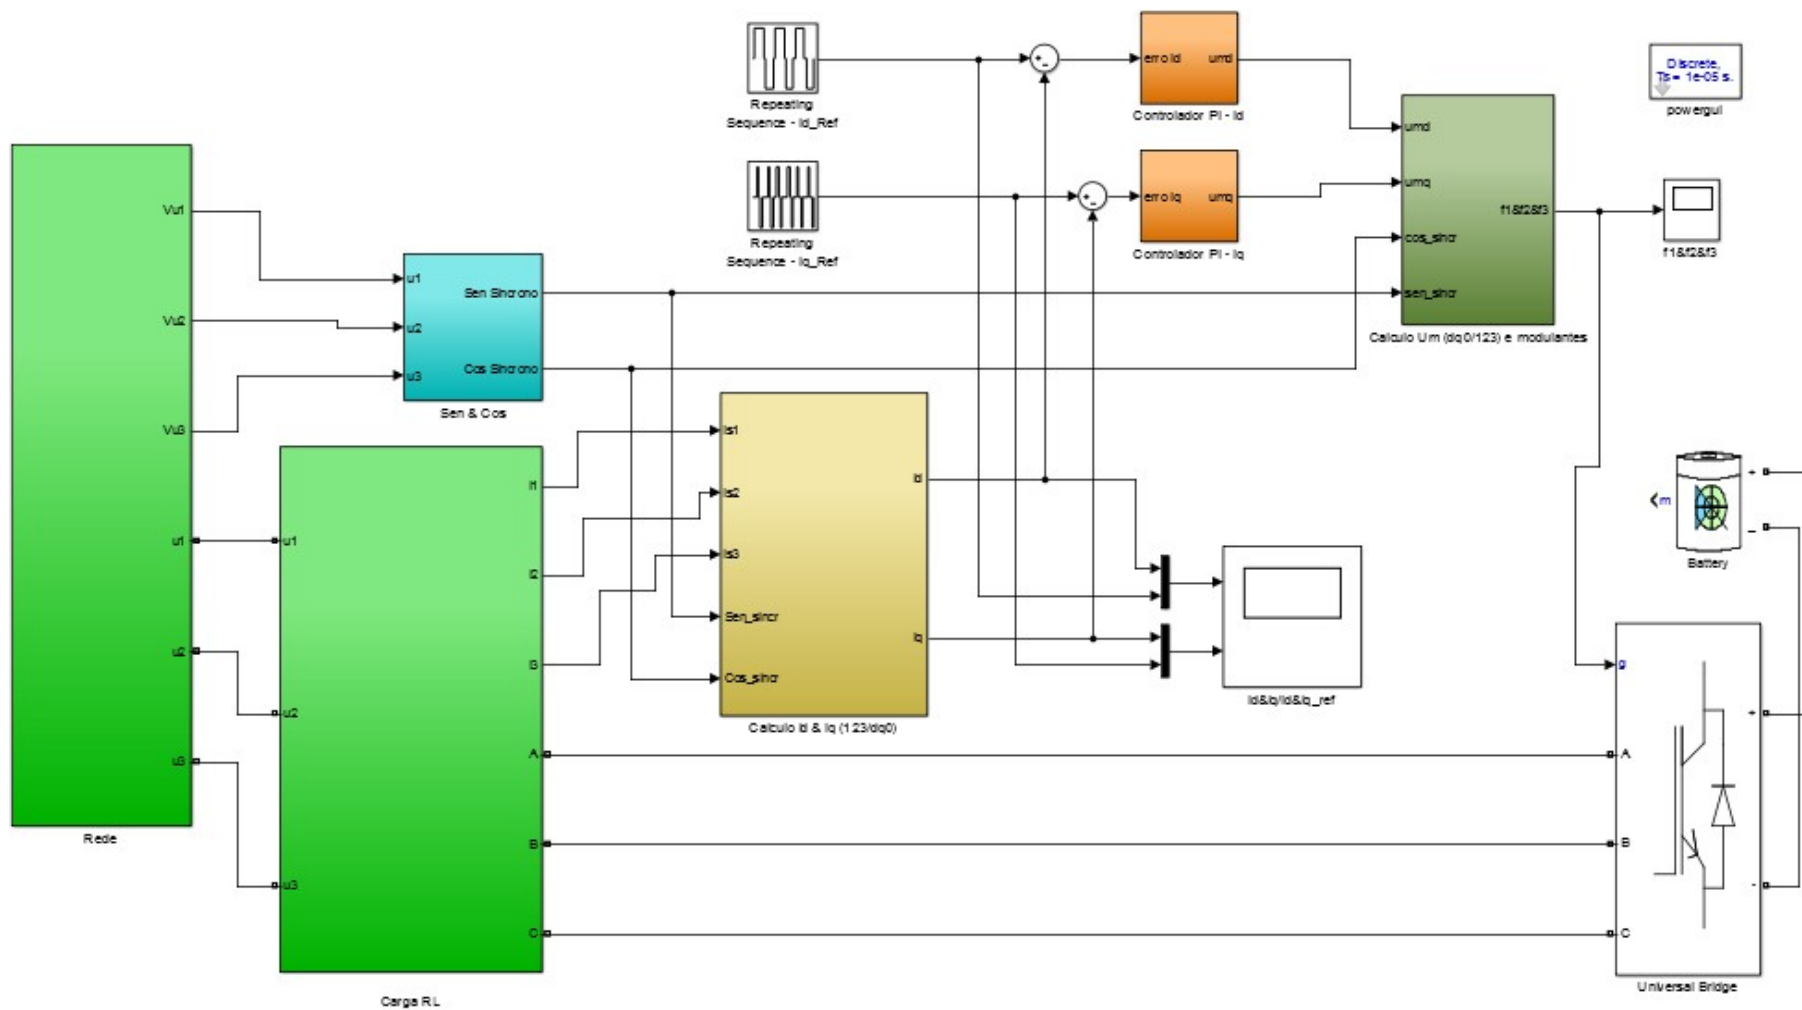 Repeating
Sequence - Id_Ref
erro Id
umd
Controlador PI - Id
Discrete,
Ts = 1e-05 s.
powergui
Repeating
Sequence - Iq_Ref
erro Iq
umq
Controlador PI - Iq
umd
umq
cos_sincr
sen_sincr
f1&f2&f3
Calculo Um (dq0/123) e modulantes
f1&f2&f3
Vu1
Vu2
Vu3
u1
u2
u3
Rede
u1
u2
u3
Sen Sincrono
Cos Sincrono
Sen & Cos
u1
u2
u3
I1
I2
I3
A
B
C
Carga RL
Is1
Is2
Is3
Sen_sincr
Cos_sincr
Id
Iq
Calculo Id & Iq (123/dq0)
Id&Iq/Id&Iq_ref
m
+
–
Battery
g
A
B
C
+
-
Universal Bridge